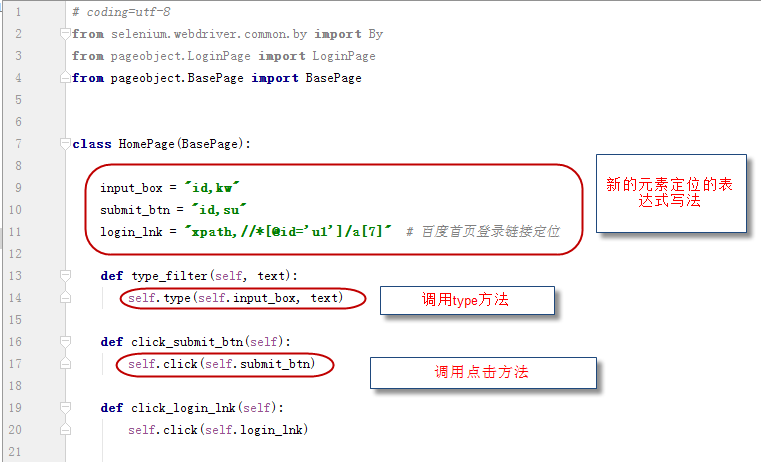 1 # coding=utf-8
2 from selenium.webdriver.common.by import By
3 from pageobject.LoginPage import LoginPage
4 from pageobject.BasePage import BasePage
5
6
7 class HomePage(BasePage):
8
9 input_box = "id,kw"
10 submit_btn = "id,su"
11 login_lnk = "xpath,//*[@id='u1']/a[7]" # 百度首页登录链接定位
新的元素定位的表
达式写法
12
13 def type_filter(self, text):
14 self.type(self.input_box, text)
调用type方法
15
16 def click_submit_btn(self):
17 self.click(self.submit_btn)
调用点击方法
18
19 def click_login_lnk(self):
20 self.click(self.login_lnk)
21